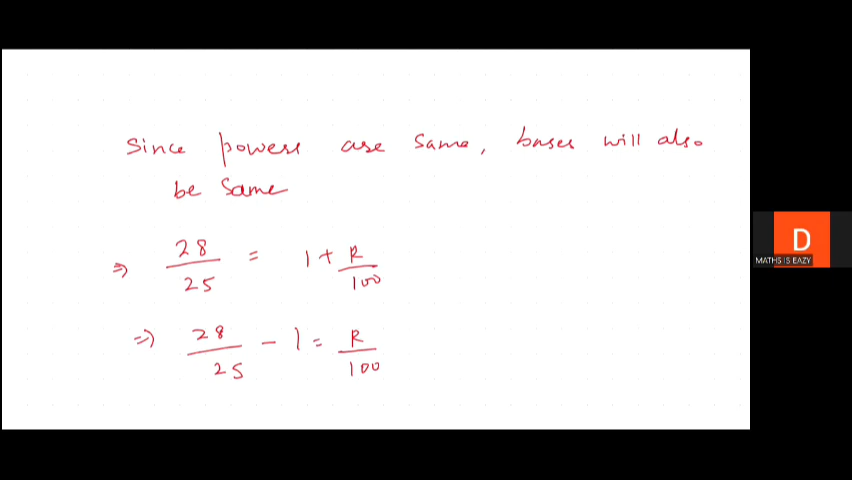 Since powers are same, bases will also
be same
⇒ 28/25 = 1 + R/100
⇒ 28/25 - 1 = R/100
D
MATHS IS EAZY